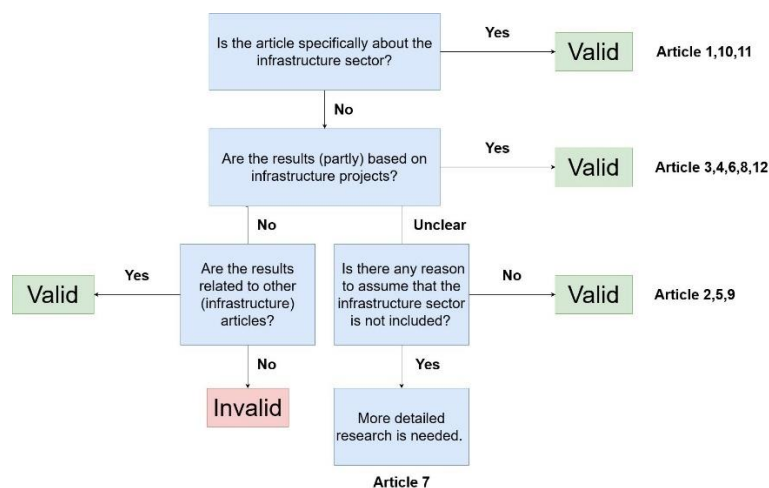 Is the article specifically about the
infrastructure sector?
Yes
Valid
Article 1,10,11
No
Are the results (partly) based on
infrastructure projects?
Yes
Valid
Article 3,4,6,8,12
No
Unclear
Valid
Yes
Are the results
related to other
(infrastructure)
articles?
Is there any reason
to assume that the
infrastructure sector
is not included?
No
Valid
Article 2,5,9
No
Yes
Invalid
More detailed
research is needed.
Article 7